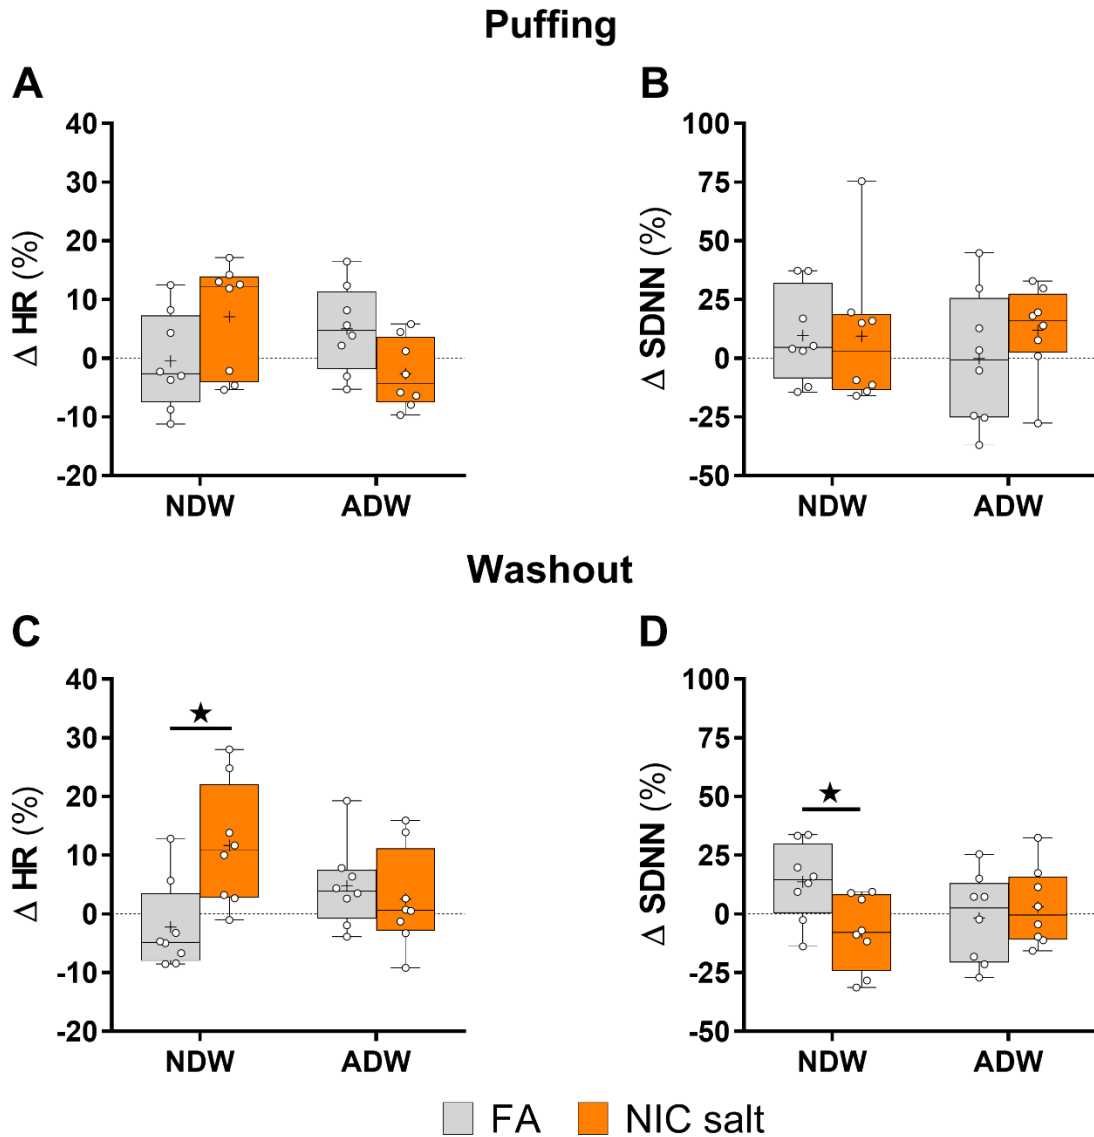 Puffing
A
B
Δ HR (%)
40
30
20
10
0
-10
-20
NDW
ADW
Δ SDNN (%)
100
75
50
25
0
-25
-50
NDW
ADW
Washout
C
D
Δ HR (%)
40
30
20
10
0
-10
-20
★
NDW
ADW
Δ SDNN (%)
100
75
50
25
0
-25
-50
★
NDW
ADW
FA
NIC salt